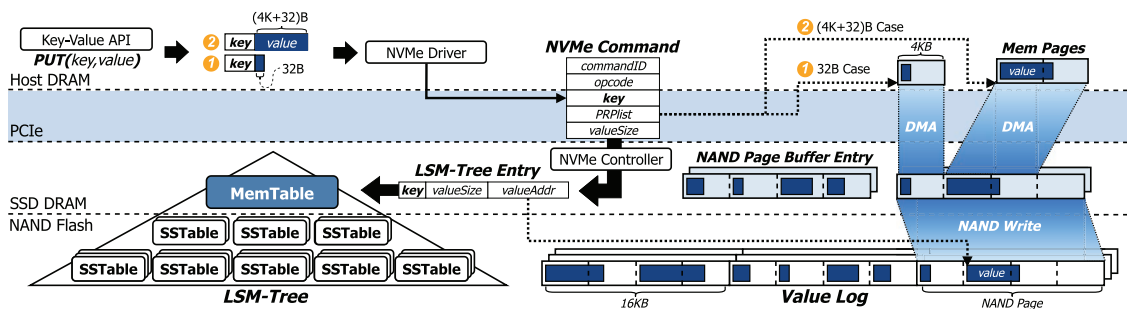 Key-Value API
PUT(key,value)
2
(4K+32)B
key
value
1
key
32B
NVMe Driver
NVMe Command
commandID
opcode
key
PRPlist
valueSize
2 (4K+32)B Case
1 32B Case
4KB
Mem Pages
value
Host DRAM
PCIe
DMA
DMA
NVMe Controller
LSM-Tree Entry
key
valueSize
valueAddr
NAND Page Buffer Entry
MemTable
SSD DRAM
NAND Flash
SSTable
SSTable
SSTable
SSTable
SSTable
SSTable
SSTable
SSTable
LSM-Tree
NAND Write
value
16KB
Value Log
NAND Page